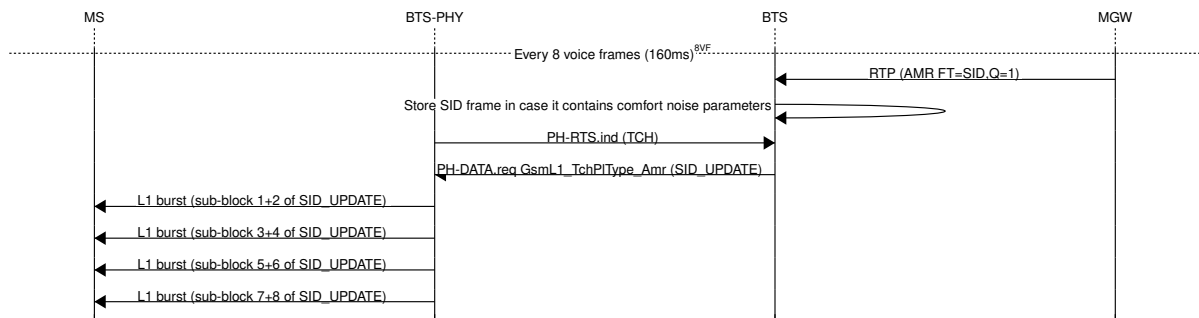 MS BTS-PHY BTS MGW
Every 8 voice frames (160ms)8VF
RTP (AMR FT=SID,Q=1)
Store SID frame in case it contains comfort noise parameters
PH-RTS.ind (TCH)
PH-DATA.req GsmL1_TchPlType_Amr (SID_UPDATE)
L1 burst (sub-block 1+2 of SID_UPDATE)
L1 burst (sub-block 3+4 of SID_UPDATE)
L1 burst (sub-block 5+6 of SID_UPDATE)
L1 burst (sub-block 7+8 of SID_UPDATE)